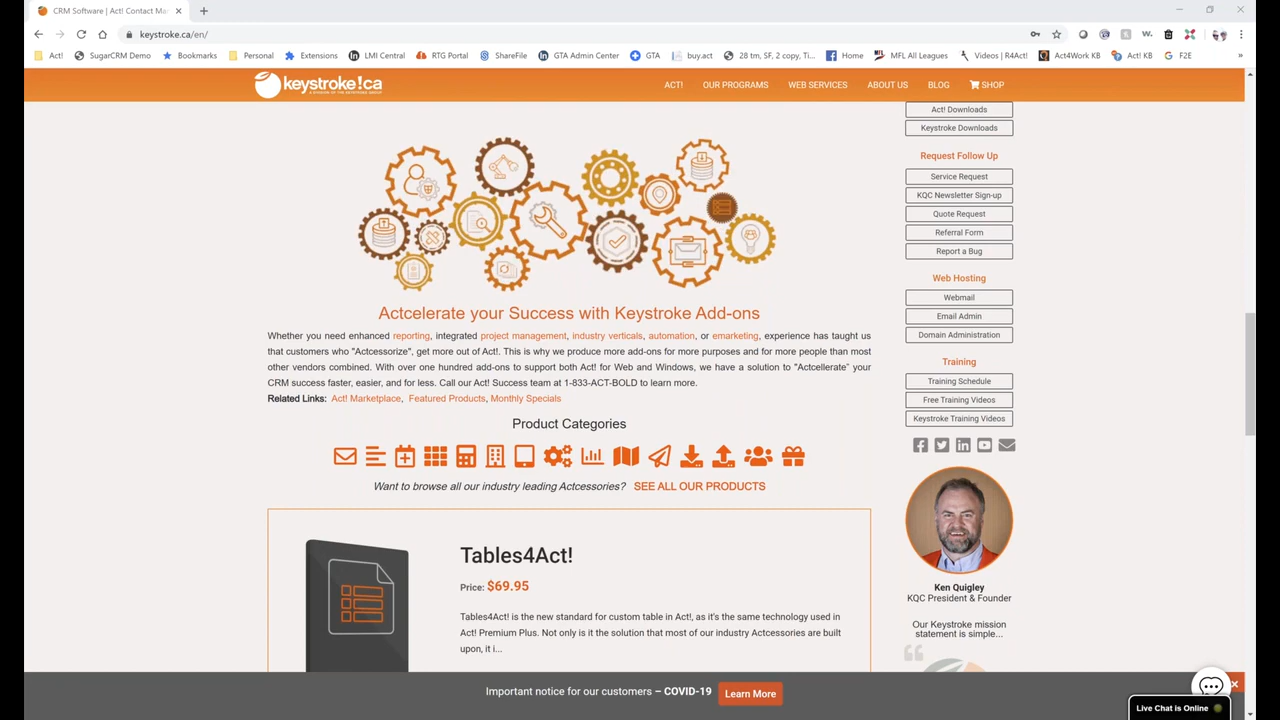 CRM Software | Act! Contact Ma
keystroke.ca/en/
Act!
SugarCRM Demo
Bookmarks
Personal
Extensions
LMI Central
RTG Portal
ShareFile
GTA Admin Center
GTA
buy.act
28 tm, SF, 2 copy, Ti...
Home
MFL All Leagues
Videos | R4Act!
Act4Work KB
Act! KB
F2E
keystroke!ca
A DIVISION OF THE KEYSTROKE GROUP
ACT!
OUR PROGRAMS
WEB SERVICES
ABOUT US
BLOG
SHOP
Actcelerate your Success with Keystroke Add-ons
Whether you need enhanced reporting, integrated project management, industry verticals, automation, or emarketing, experience has taught us
that customers who "Actcessorize", get more out of Act!. This is why we produce more add-ons for more purposes and for more people than most
other vendors combined. With over one hundred add-ons to support both Act! for Web and Windows, we have a solution to "Actcellerate" your
CRM success faster, easier, and for less. Call our Act! Success team at 1-833-ACT-BOLD to learn more.
Related Links: Act! Marketplace, Featured Products, Monthly Specials
Product Categories
Want to browse all our industry leading Actcessories? SEE ALL OUR PRODUCTS
Tables4Act!
Price: $69.95
Tables4Act! is the new standard for custom table in Act!, as it's the same technology used in
Act! Premium Plus. Not only is it the solution that most of our industry Actcessories are built
upon, it i...
Act! Downloads
Keystroke Downloads
Request Follow Up
Service Request
KQC Newsletter Sign-up
Quote Request
Referral Form
Report a Bug
Web Hosting
Webmail
Email Admin
Domain Administration
Training
Training Schedule
Free Training Videos
Keystroke Training Videos
Ken Quigley
KQC President & Founder
Our Keystroke mission
statement is simple...
Important notice for our customers – COVID-19
Learn More
Live Chat is Online